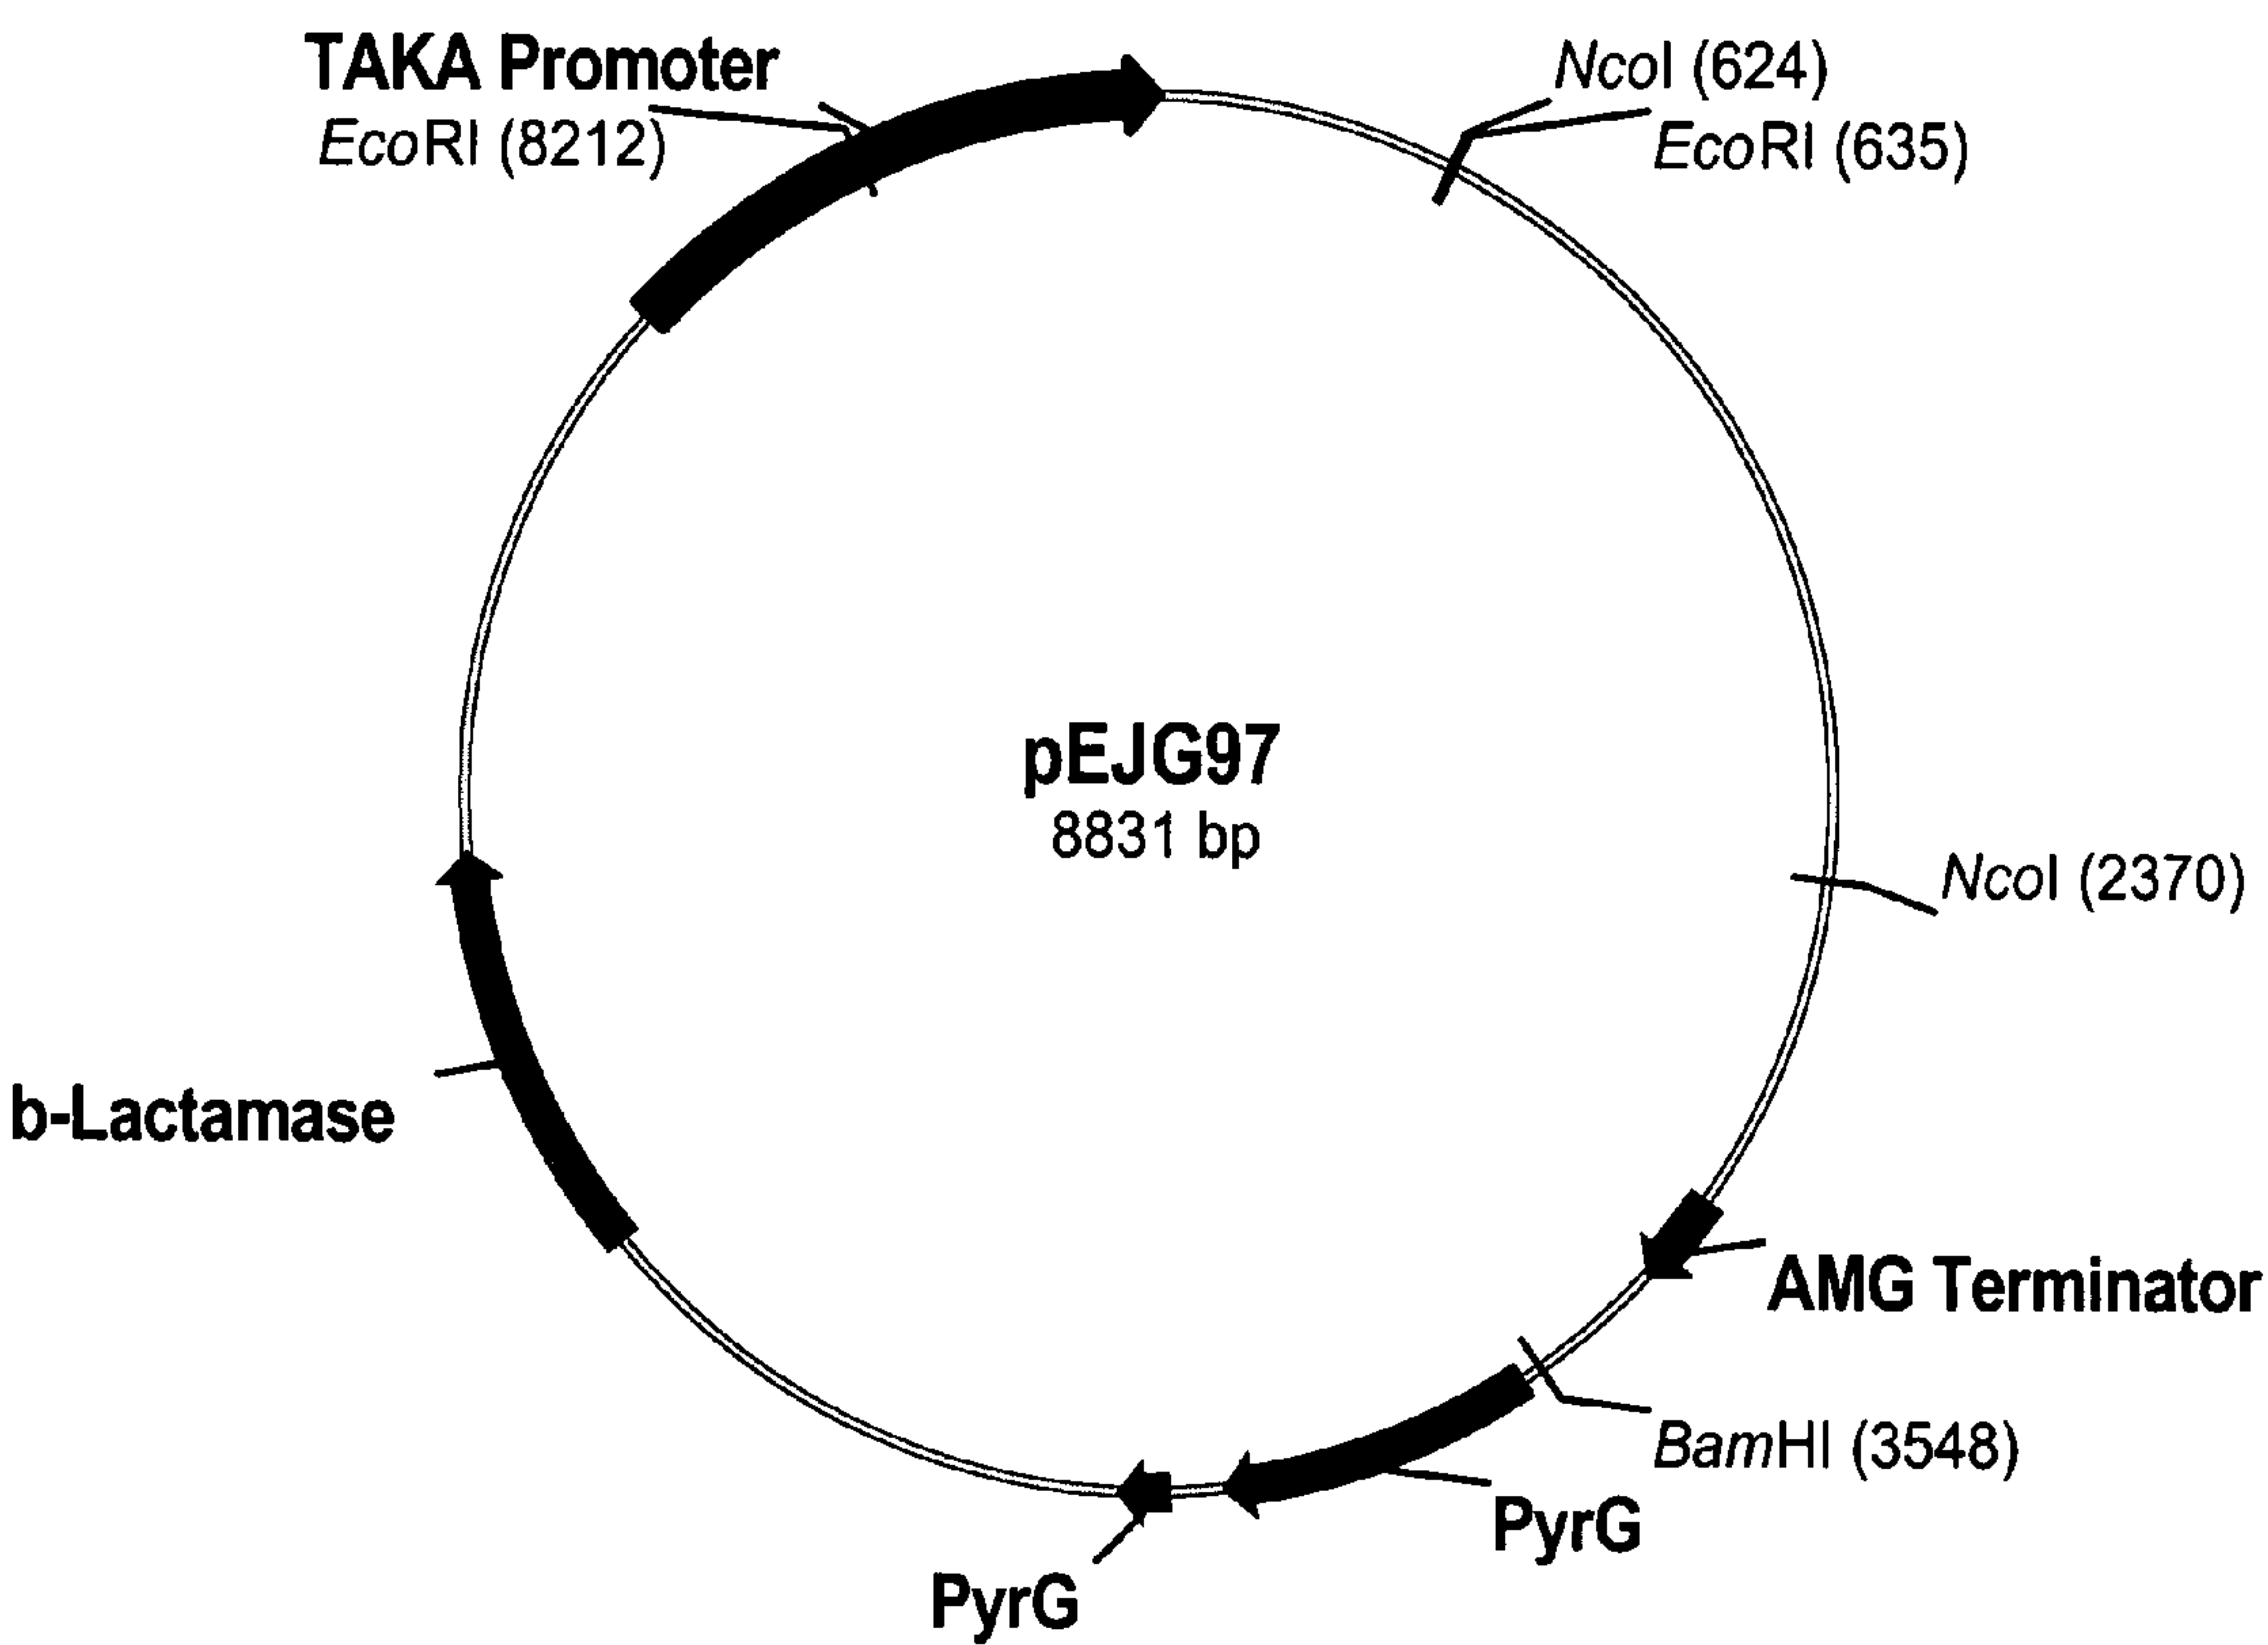 TAKA Promoter
EcoRI (8212)
NcoI (624)
EcoRI (635)
pEJG97
8831 bp
NcoI (2370)
b-Lactamase
AMG Terminator
BamHI (3548)
PyrG
PyrG